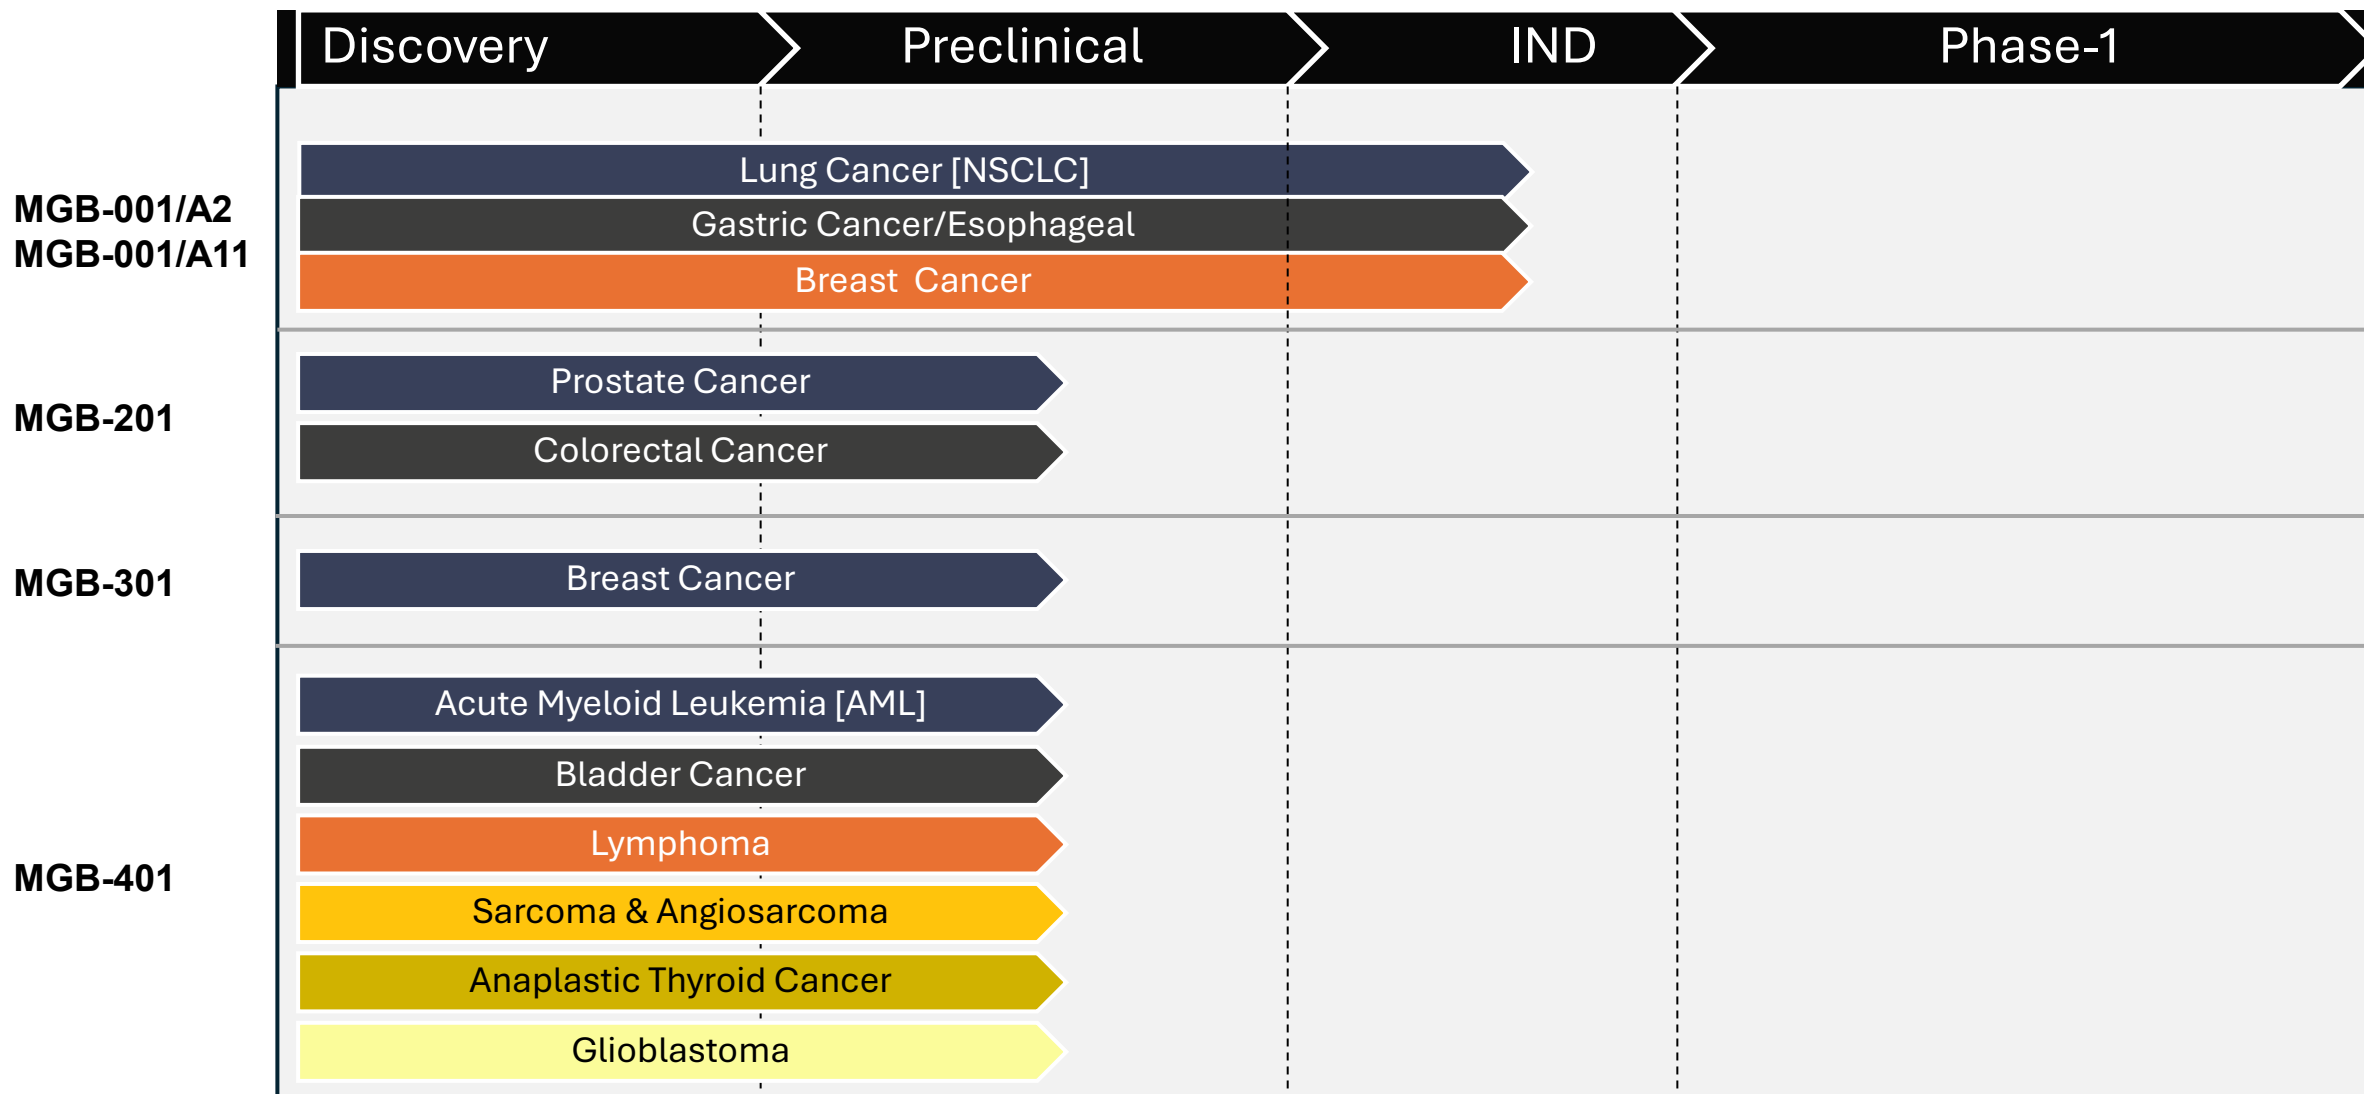 Discovery
Preclinical
IND
Phase-1
MGB-001/A2
MGB-001/A11
Lung Cancer [NSCLC]
Gastric Cancer/Esophageal
Breast  Cancer
MGB-201
Prostate Cancer
Colorectal Cancer
MGB-301
Breast Cancer
MGB-401
Acute Myeloid Leukemia [AML]
Bladder Cancer
Lymphoma
Sarcoma & Angiosarcoma
Anaplastic Thyroid Cancer
Glioblastoma